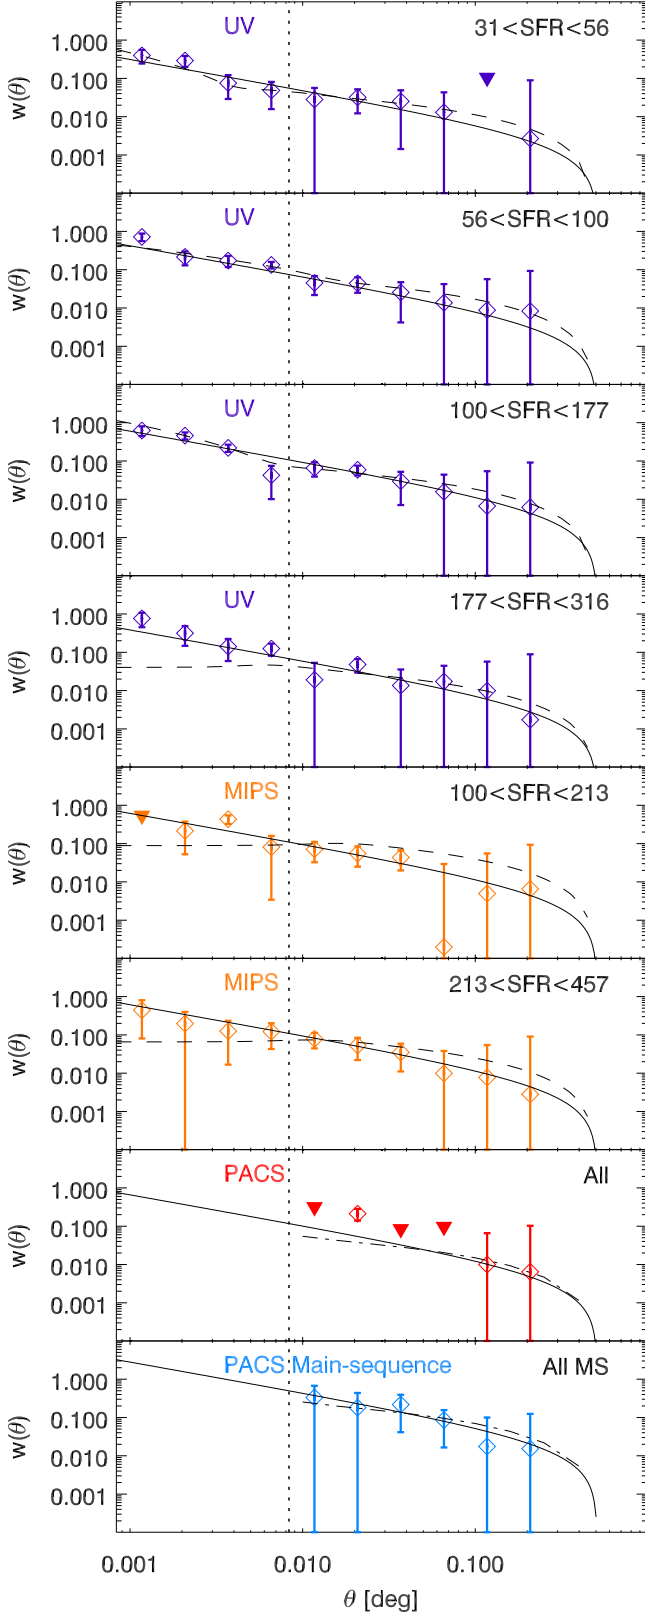 UV 31<SFR<56
1.000
0.100
0.010
0.001
w(θ)
UV 56<SFR<100
1.000
0.100
0.010
0.001
w(θ)
UV 100<SFR<177
1.000
0.100
0.010
0.001
w(θ)
UV 177<SFR<316
1.000
0.100
0.010
0.001
w(θ)
MIPS 100<SFR<213
1.000
0.100
0.010
0.001
w(θ)
MIPS 213<SFR<457
1.000
0.100
0.010
0.001
w(θ)
PACS All
1.000
0.100
0.010
0.001
w(θ)
PACS Main-sequence All MS
1.000
0.100
0.010
0.001
w(θ)
0.001 0.010 0.100
θ [deg]